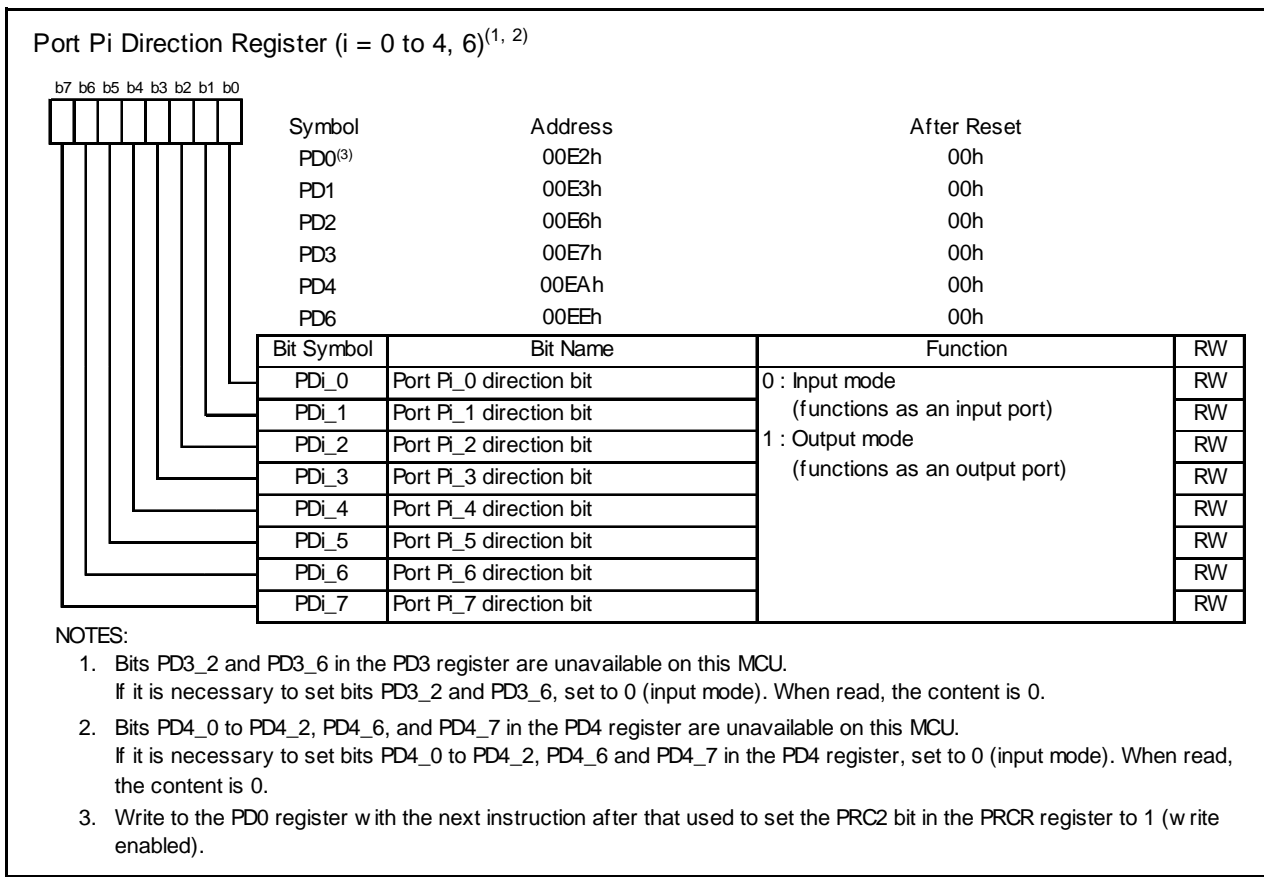 Port Pi Direction Register (i = 0 to 4, 6)(1, 2)
b7 b6 b5 b4 b3 b2 b1 b0
Symbol Address After Reset
PD0(3) 00E2h 00h
PD1 00E3h 00h
PD2 00E6h 00h
PD3 00E7h 00h
PD4 00EAh 00h
PD6 00EEh 00h
Bit Symbol Bit Name Function RW
PDi_0 Port Pi_0 direction bit 0 : Input mode RW
PDi_1 Port Pi_1 direction bit (functions as an input port) RW
PDi_2 Port Pi_2 direction bit 1 : Output mode RW
PDi_3 Port Pi_3 direction bit (functions as an output port) RW
PDi_4 Port Pi_4 direction bit RW
PDi_5 Port Pi_5 direction bit RW
PDi_6 Port Pi_6 direction bit RW
PDi_7 Port Pi_7 direction bit RW
NOTES:
1. Bits PD3_2 and PD3_6 in the PD3 register are unavailable on this MCU.
If it is necessary to set bits PD3_2 and PD3_6, set to 0 (input mode). When read, the content is 0.
2. Bits PD4_0 to PD4_2, PD4_6, and PD4_7 in the PD4 register are unavailable on this MCU.
If it is necessary to set bits PD4_0 to PD4_2, PD4_6 and PD4_7 in the PD4 register, set to 0 (input mode). When read,
the content is 0.
3. Write to the PD0 register with the next instruction after that used to set the PRC2 bit in the PRCR register to 1 (write
enabled).